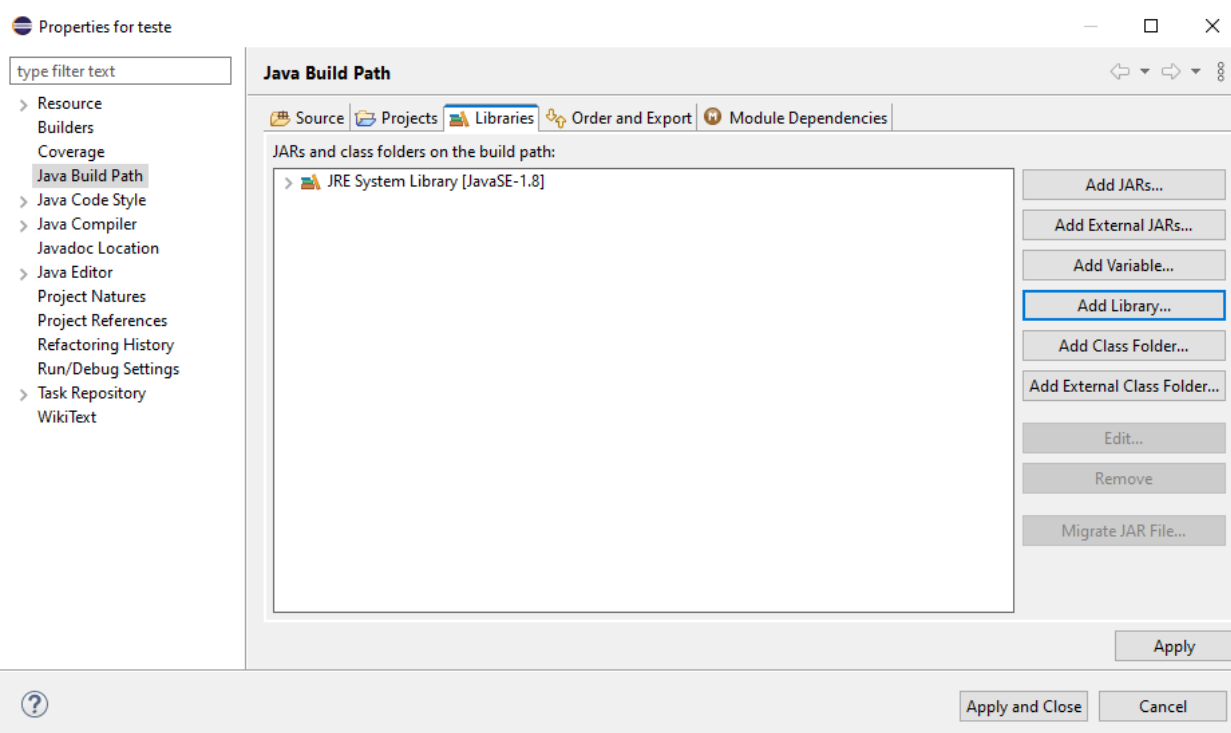 Properties for teste
type filter text
Resource
Builders
Coverage
Java Build Path
Java Code Style
Java Compiler
Javadoc Location
Java Editor
Project Natures
Project References
Refactoring History
Run/Debug Settings
Task Repository
WikiText
Java Build Path
Source Projects Libraries Order and Export Module Dependencies
JARs and class folders on the build path:
JRE System Library [JavaSE-1.8]
Add JARs...
Add External JARs...
Add Variable...
Add Library...
Add Class Folder...
Add External Class Folder...
Edit...
Remove
Migrate JAR File...
Apply
Apply and Close Cancel